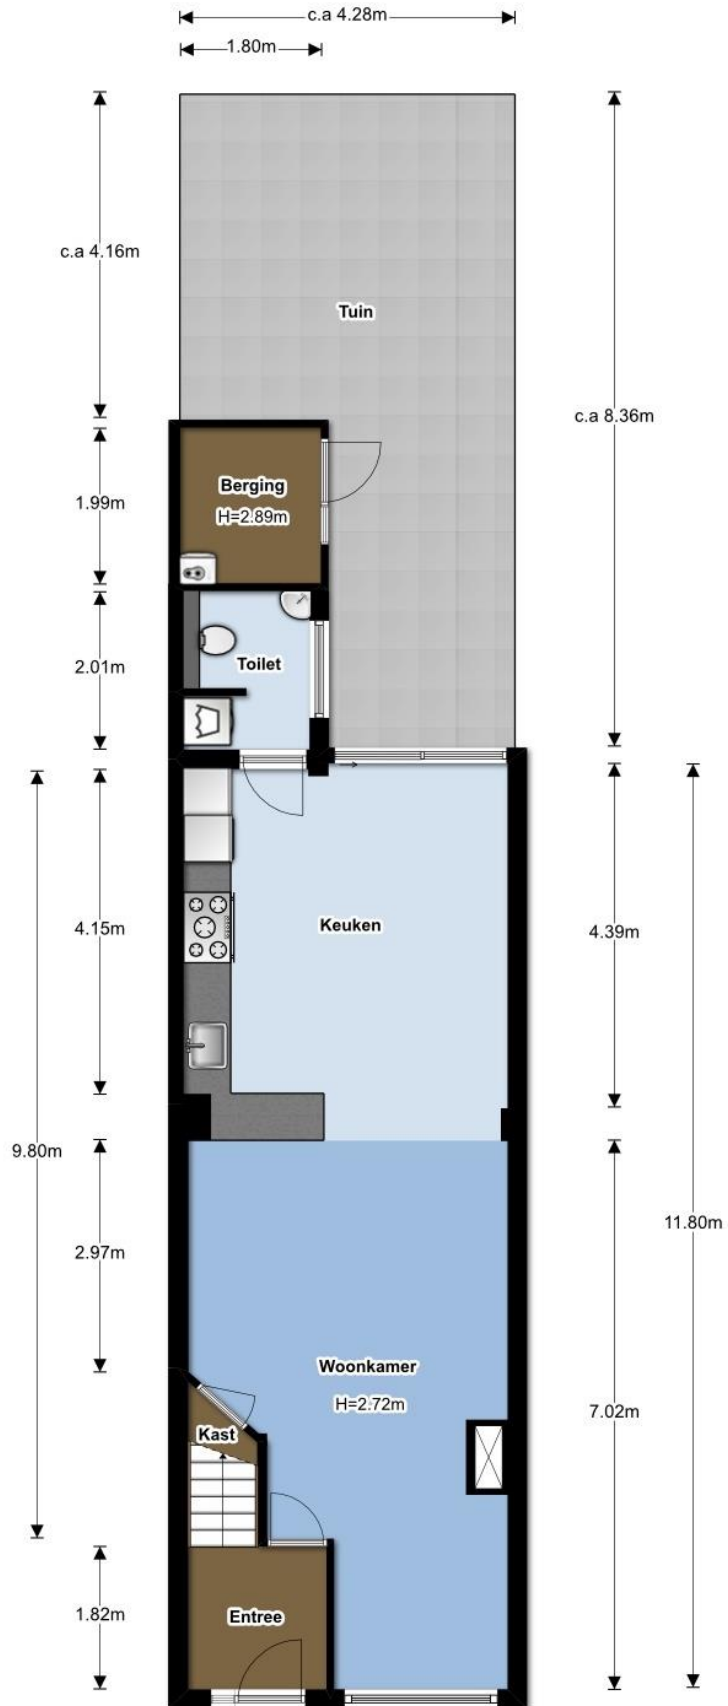 c.a 4.28m
1.80m
c.a 4.16m
Tuin
c.a 8.36m
Berging
H=2.89m
1.99m
Toilet
2.01m
Keuken
4.15m
4.39m
9.80m
11.80m
2.97m
Woonkamer
H=2.72m
7.02m
Kast
1.82m
Entree